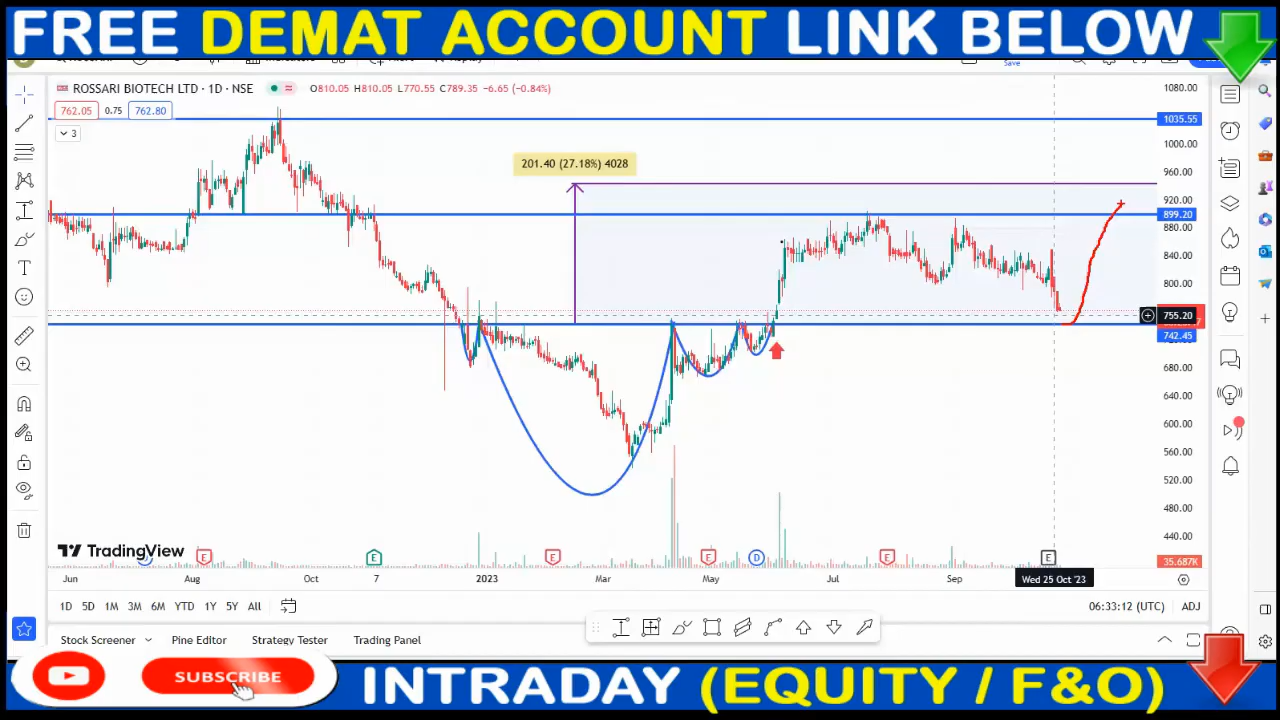 FREE DEMAT ACCOUNT LINK BELOW
Save
ROSSARI BIOTECH LTD · 1D · NSE
O810.05 H810.05 L770.55 C789.35 -6.65 (-0.84%)
762.05 0.75 762.80
3
201.40 (27.18%) 4028
1080.00
1035.55
1000.00
960.00
920.00
899.20
880.00
840.00
800.00
755.20
742.45
680.00
640.00
600.00
560.00
520.00
480.00
440.00
35.687K
TradingView
E E E E D E E
Jun Aug Oct 7 2023 Mar May Jul Sep
Wed 25 Oct '23
1D 5D 1M 3M 6M YTD 1Y 5Y All
06:33:12 (UTC) ADJ
Stock Screener Pine Editor Strategy Tester Trading Panel
SUBSCRIBE
INTRADAY (EQUITY / F&O)